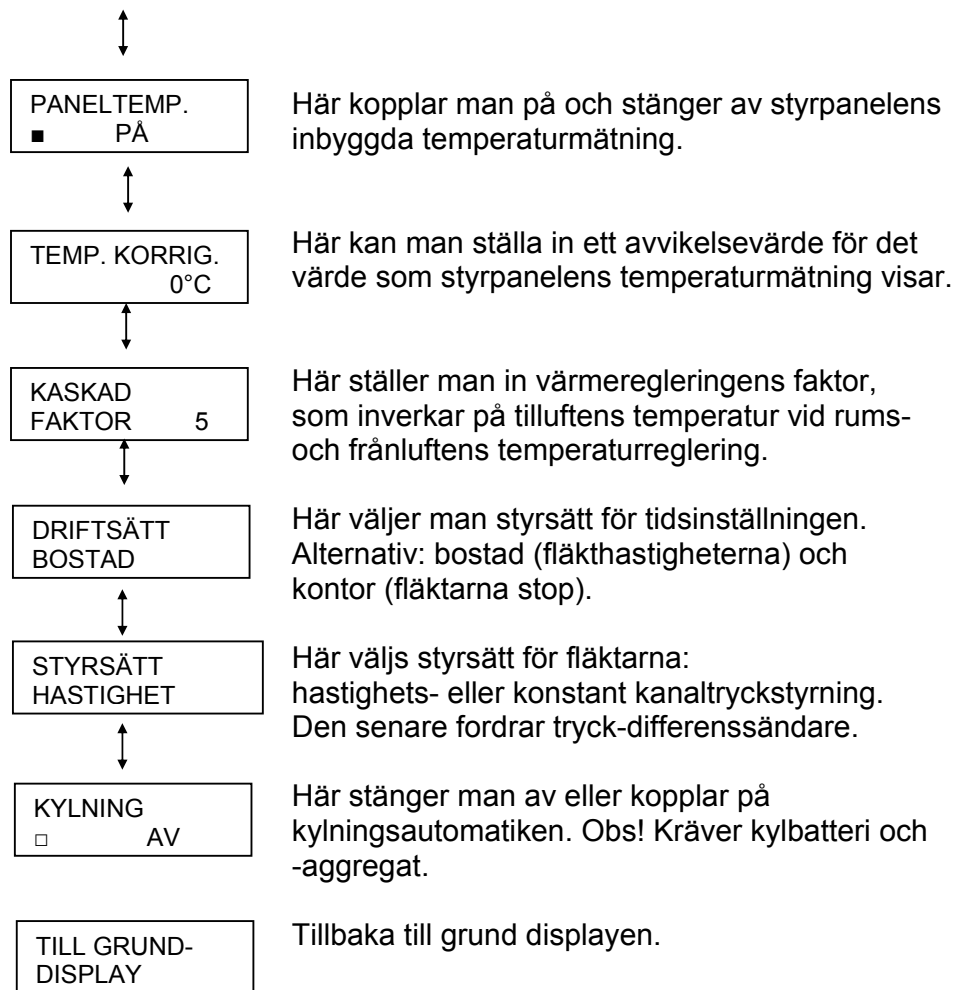 PANELTEMP.
■ PÅ
Här kopplar man på och stänger av styrpanelens
inbyggda temperaturmätning.
TEMP. KORRIG.
0°C
Här kan man ställa in ett avvikelsevärde för det
värde som styrpanelens temperaturmätning visar.
KASKAD
FAKTOR 5
Här ställer man in värmeregleringens faktor,
som inverkar på tilluftens temperatur vid rums-
och frånluftens temperaturreglering.
DRIFTSÄTT
BOSTAD
Här väljer man styrsätt för tidsinställningen.
Alternativ: bostad (fläkthastigheterna) och
kontor (fläktarna stop).
STYRSÄTT
HASTIGHET
Här väljs styrsätt för fläktarna:
hastighets- eller konstant kanaltryckstyrning.
Den senare fordrar tryck-differenssändare.
KYLNING
□ AV
Här stänger man av eller kopplar på
kylningsautomatiken. Obs! Kräver kylbatteri och
-aggregat.
TILL GRUND-
DISPLAY
Tillbaka till grund displayen.